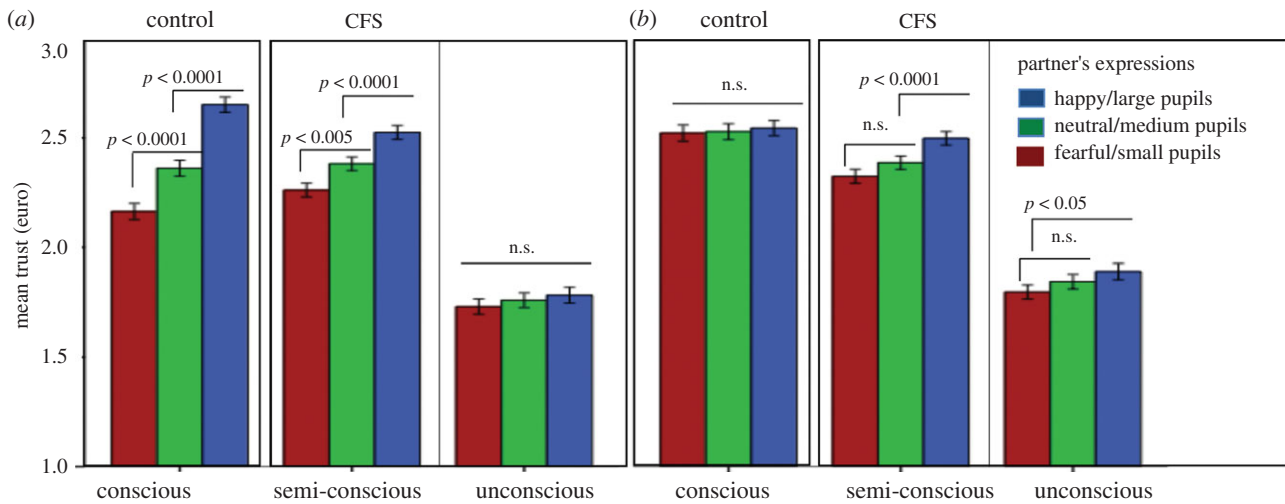 (a) control CFS (b) control CFS
3.0
2.5
2.0
1.5
1.0
mean trust (euro)
p < 0.0001
p < 0.0001
p < 0.0001
p < 0.005
n.s.
n.s.
p < 0.0001
n.s.
p < 0.05
n.s.
partner's expressions
happy/large pupils
neutral/medium pupils
fearful/small pupils
conscious semi-conscious unconscious conscious semi-conscious unconscious